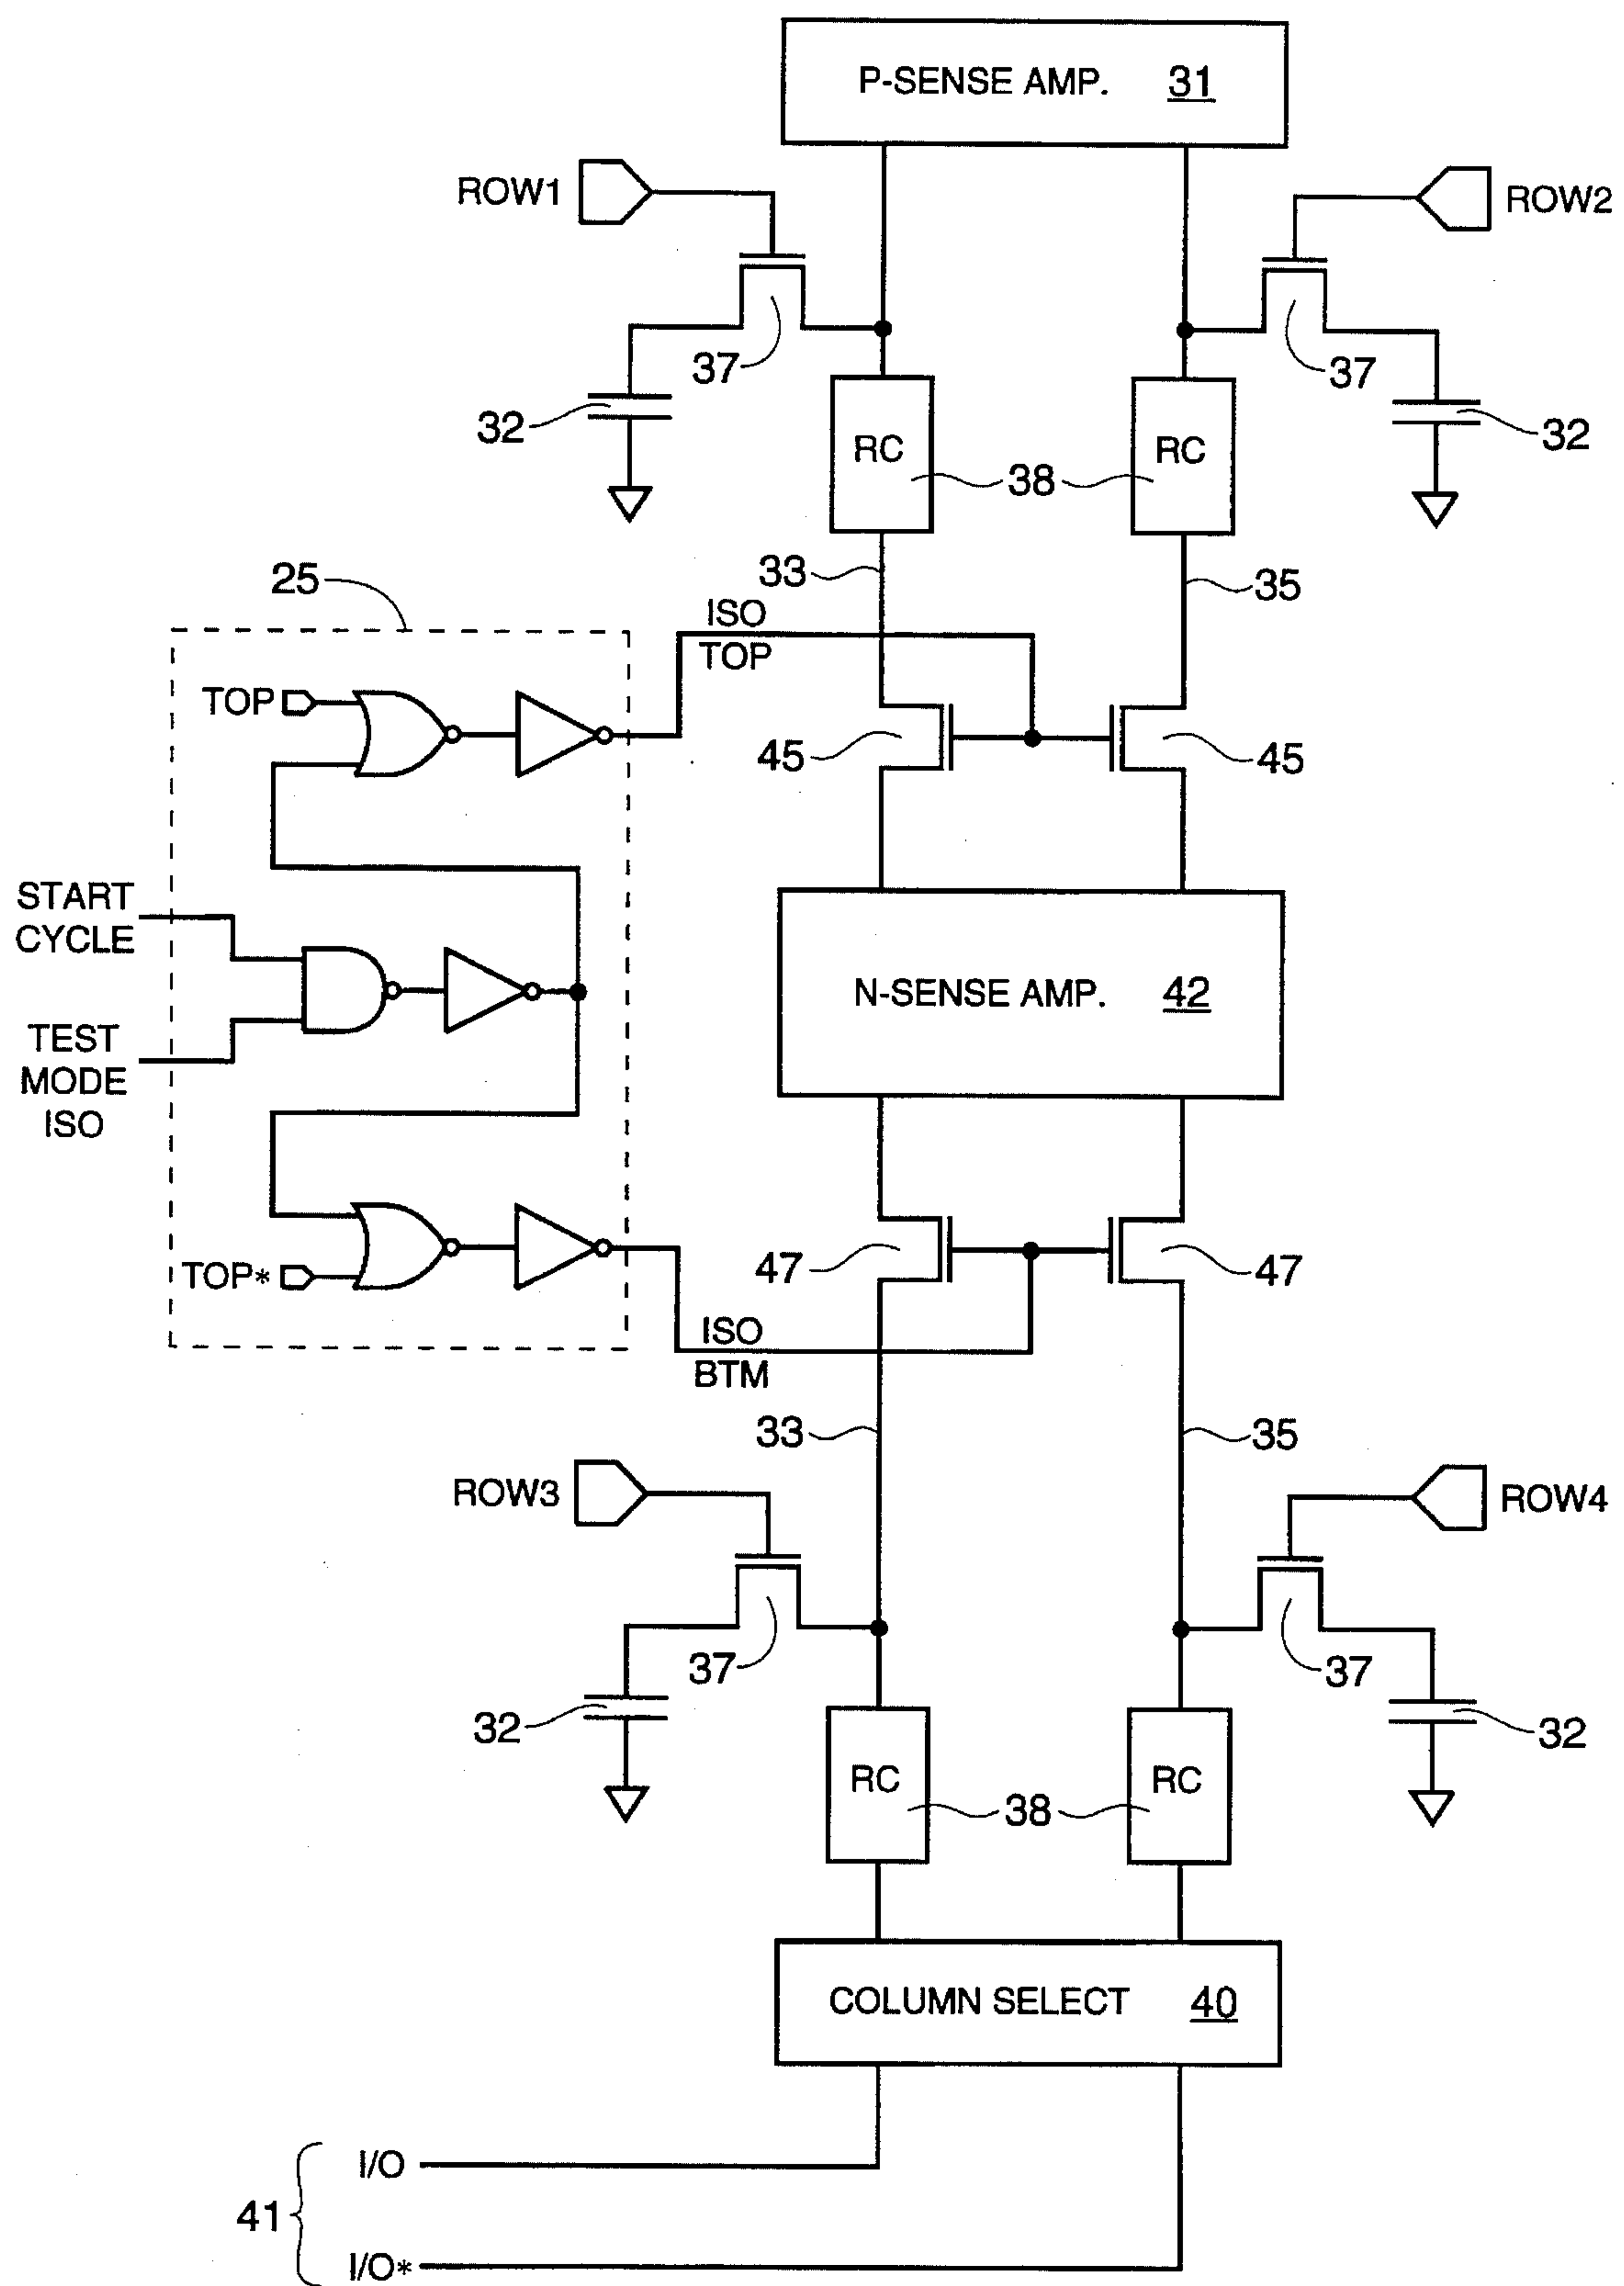 P-SENSE AMP. 31
ROW1
ROW2
37
37
32
32
RC
RC
38
33
35
25
ISO
TOP
TOP
45
45
START
CYCLE
N-SENSE AMP. 42
TEST
MODE
ISO
47
47
TOP*
ISO
BTM
33
35
ROW3
ROW4
37
37
32
32
RC
RC
38
COLUMN SELECT 40
I/O
41
I/O*